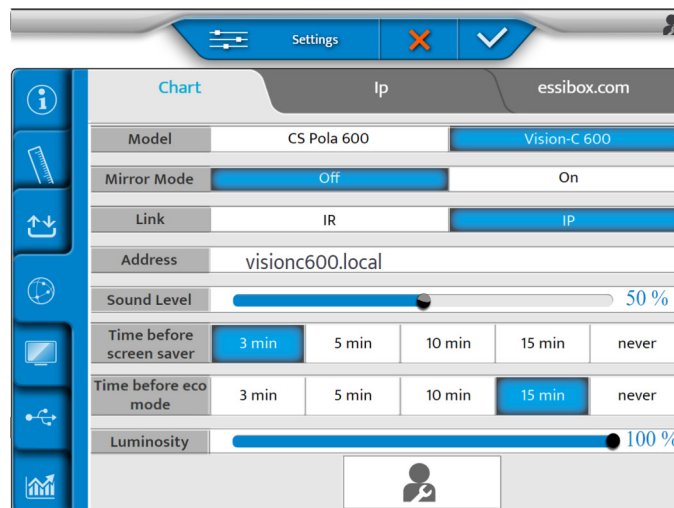 Settings
Chart Ip essibox.com
Model CS Pola 600 Vision-C 600
Mirror Mode Off On
Link IR IP
Address visionc600.local
Sound Level 50 %
Time before
screen saver 3 min 5 min 10 min 15 min never
Time before eco
mode 3 min 5 min 10 min 15 min never
Luminosity 100 %